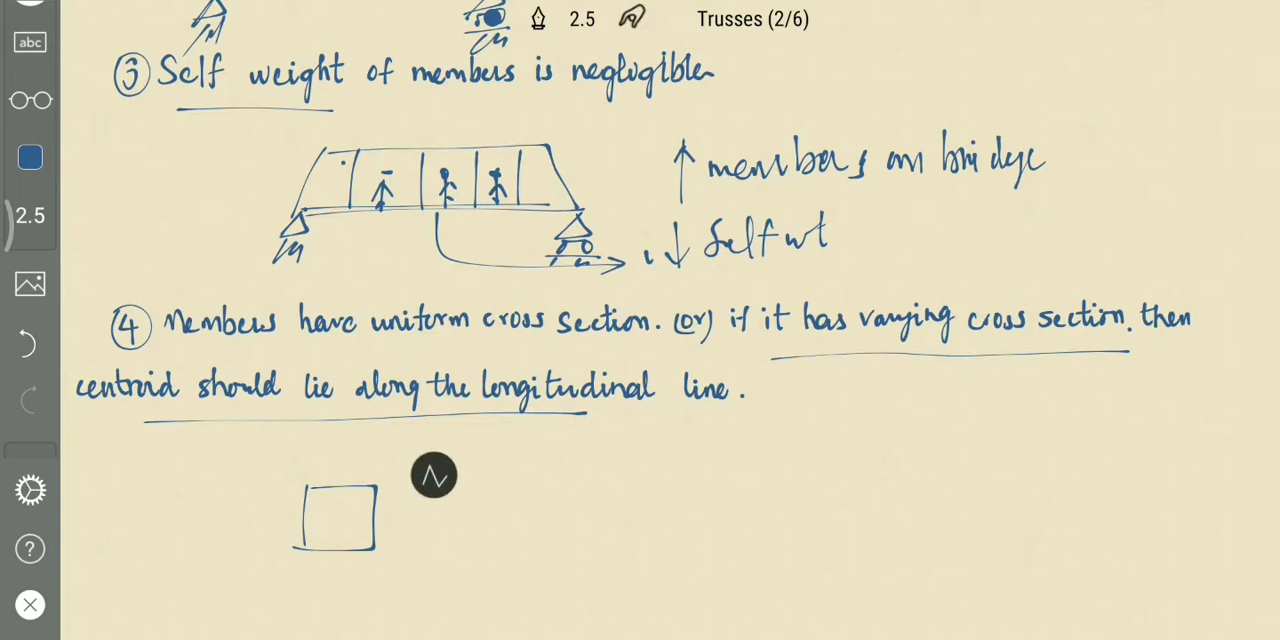 2.5
Trusses (2/6)
abc
③ Self weight of members is neglugible
↑ members on bridge
2.5
↓ Self wt
④ Members have uniform cross section. (or) if it has varying cross section. then
centroid should lie along the longitudinal line.
?